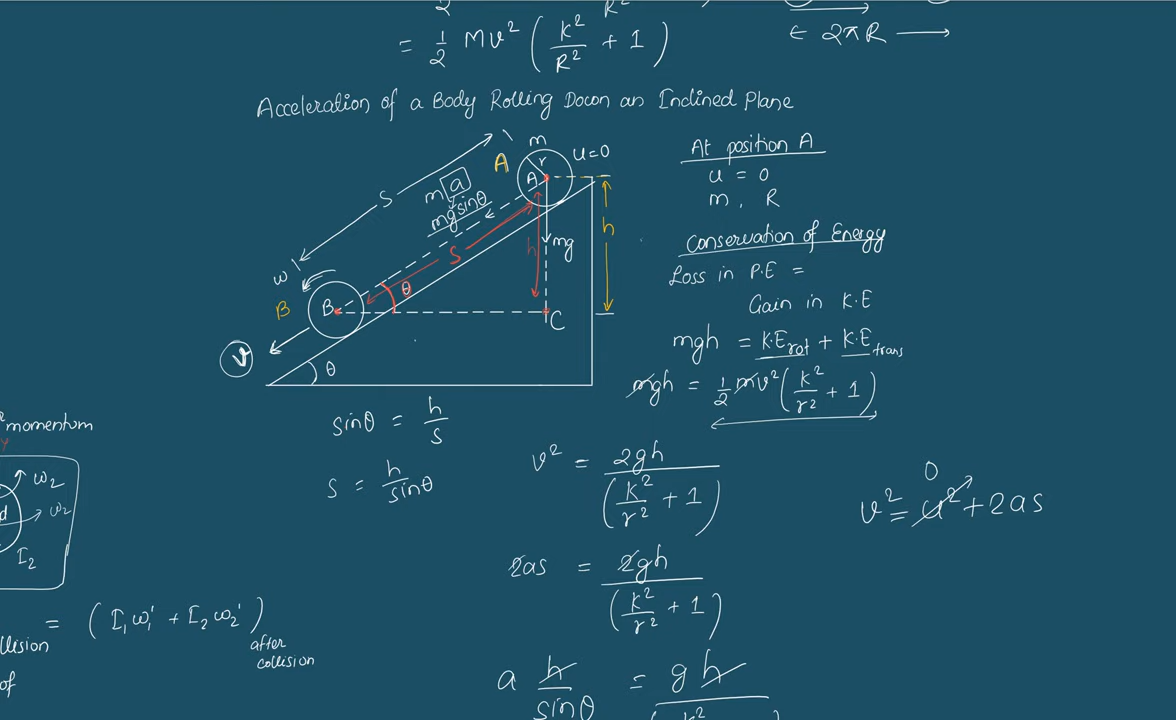 = 1/2 Mv² ( k²/R² + 1 )
← 2πR →
Acceleration of a Body Rolling Down an Inclined Plane
S
A
m
r
A
u=0
m a
mg sinθ
S
h
mg
h
ω
B
B
θ
C
v
θ
At position A
u = 0
m, R
Conservation of Energy
Loss in P.E =
Gain in K.E
mgh = K.E rot + K.E trans
mgh = 1/2 mv² ( k²/r² + 1 )
sinθ = h/s
s = h/sinθ
v² = 2gh / ( k²/r² + 1 )
0
v² = u² + 2as
2as = 2gh / ( k²/r² + 1 )
a h/sinθ = gh
k²
momentum
ω₂
d
ω₂
I₂
= ( I₁ω₁' + I₂ω₂' ) after collision
llision
of